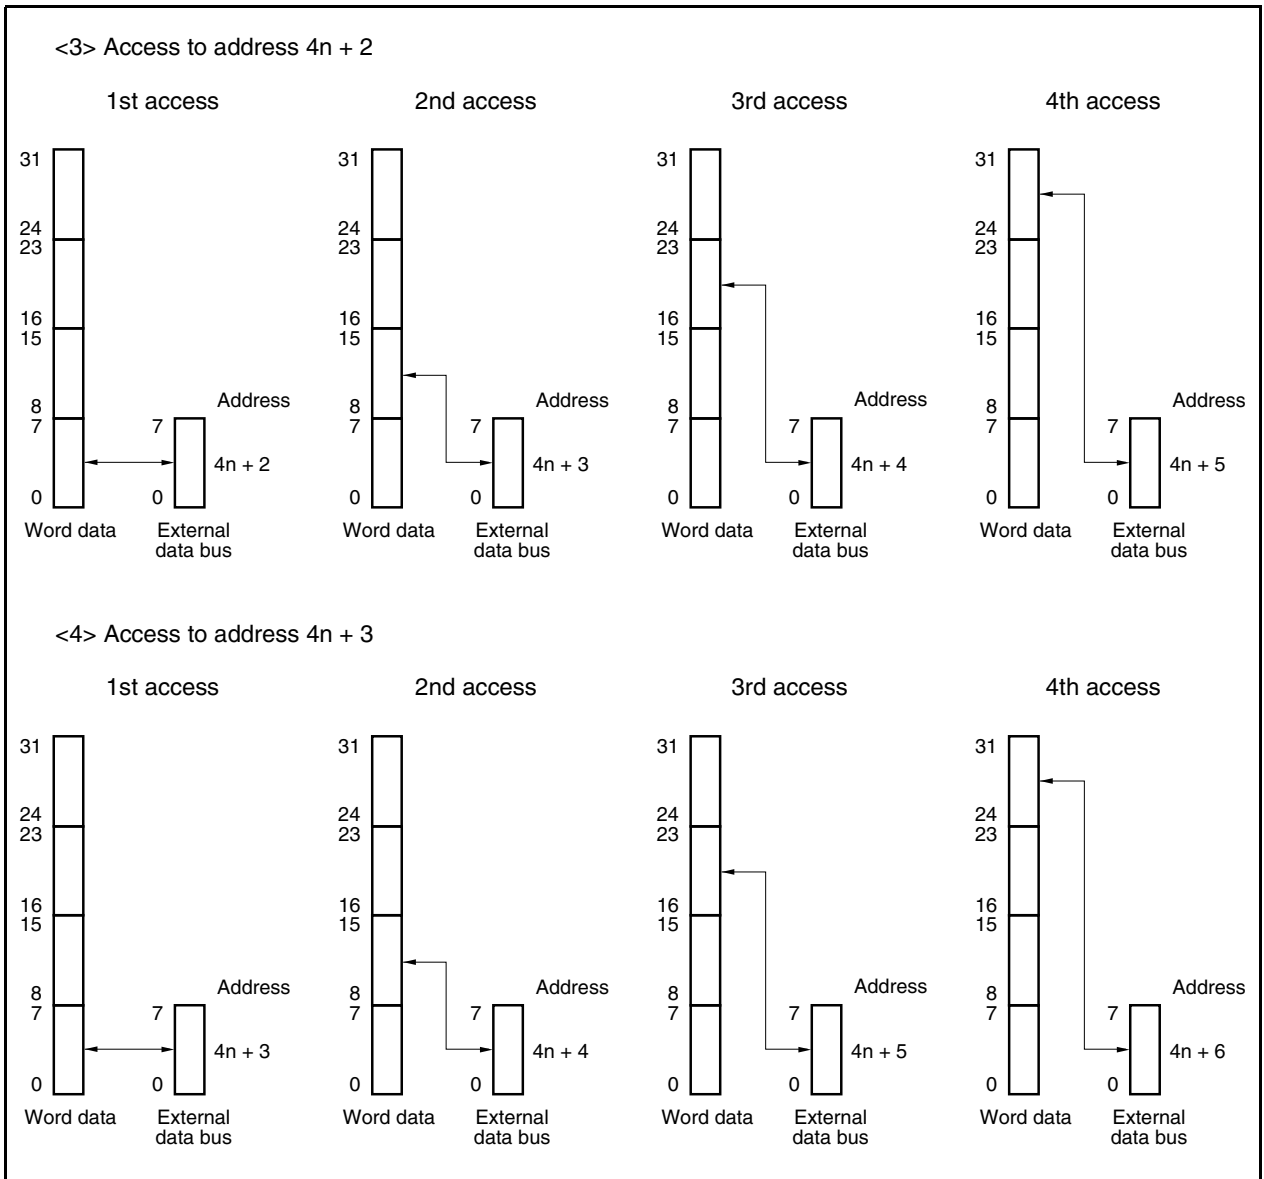 <3> Access to address 4n + 2
1st access 2nd access 3rd access 4th access
31 31 31 31
24 24 24 24
23 23 23 23
16 16 16 16
15 15 15 15
Address Address Address Address
8 8 8 8
7 7 7 7 7 7 7 7
4n + 2 4n + 3 4n + 4 4n + 5
0 0 0 0 0 0 0 0
Word data External Word data External Word data External Word data External
data bus data bus data bus data bus
<4> Access to address 4n + 3
1st access 2nd access 3rd access 4th access
31 31 31 31
24 24 24 24
23 23 23 23
16 16 16 16
15 15 15 15
Address Address Address Address
8 8 8 8
7 7 7 7 7 7 7 7
4n + 3 4n + 4 4n + 5 4n + 6
0 0 0 0 0 0 0 0
Word data External Word data External Word data External Word data External
data bus data bus data bus data bus